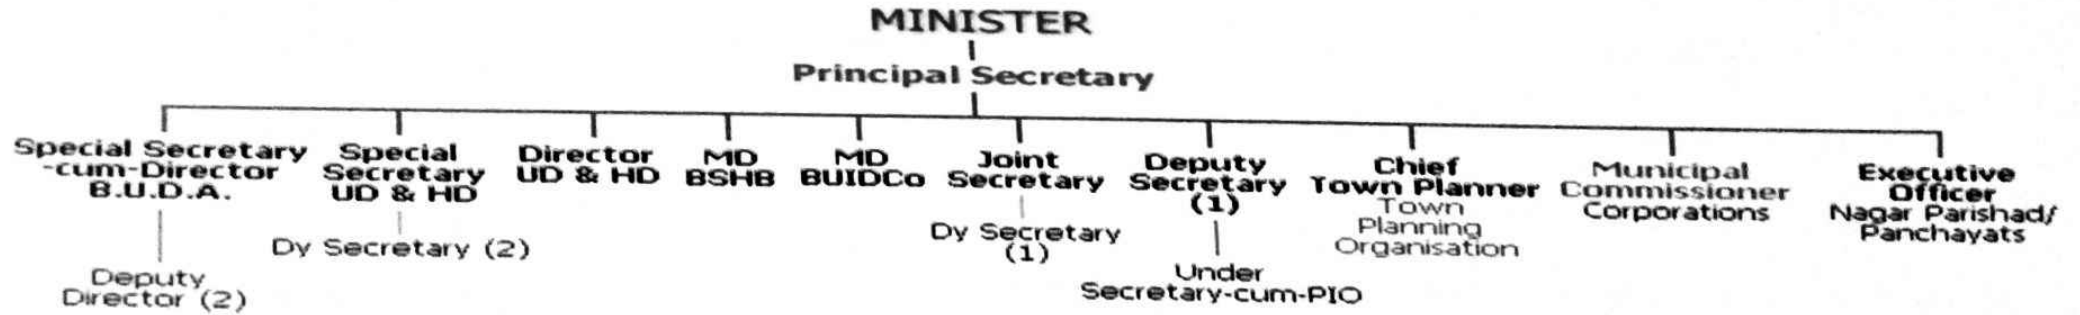 MINISTER
Principal Secretary
Special Secretary
-cum-Director
B.U.D.A.
Deputy
Director (2)
Special
Secretary
UD & HD
Dy Secretary (2)
Director
UD & HD
MD
BSHB
MD
BUIDCo
Joint
Secretary
Dy Secretary
(1)
Deputy
Secretary
(1)
Under
Secretary-cum-PIO
Chief
Town Planner
Town
Planning
Organisation
Municipal
Commissioner
Corporations
Executive
Officer
Nagar Parishad/
Panchayats